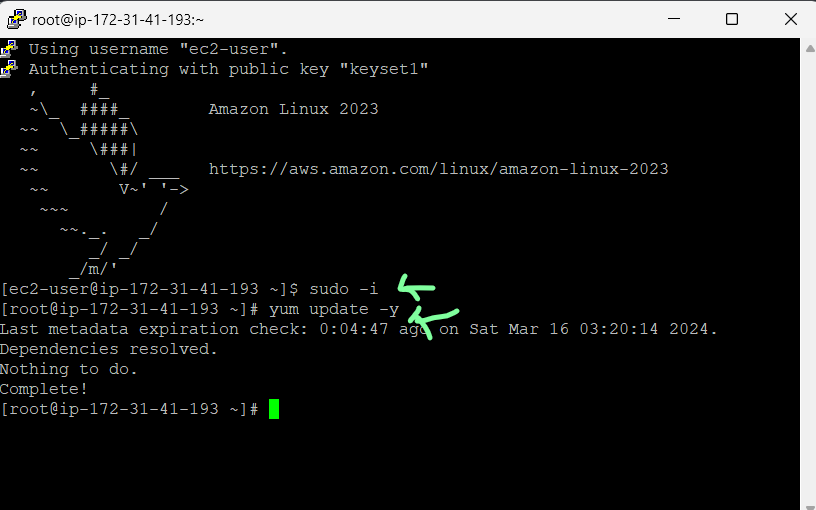 root@ip-172-31-41-193:~
Using username "ec2-user".
Authenticating with public key "keyset1"
   ,     #_
   ~\_  ####_        Amazon Linux 2023
  ~~  \_#####\
  ~~     \###|
  ~~       \#/ ___   https://aws.amazon.com/linux/amazon-linux-2023
   ~~       V~' '->
    ~~~         /
      ~~._.   _/
         _/ _/
       _/m/'
[ec2-user@ip-172-31-41-193 ~]$ sudo -i
[root@ip-172-31-41-193 ~]# yum update -y
Last metadata expiration check: 0:04:47 ago on Sat Mar 16 03:20:14 2024.
Dependencies resolved.
Nothing to do.
Complete!
[root@ip-172-31-41-193 ~]#